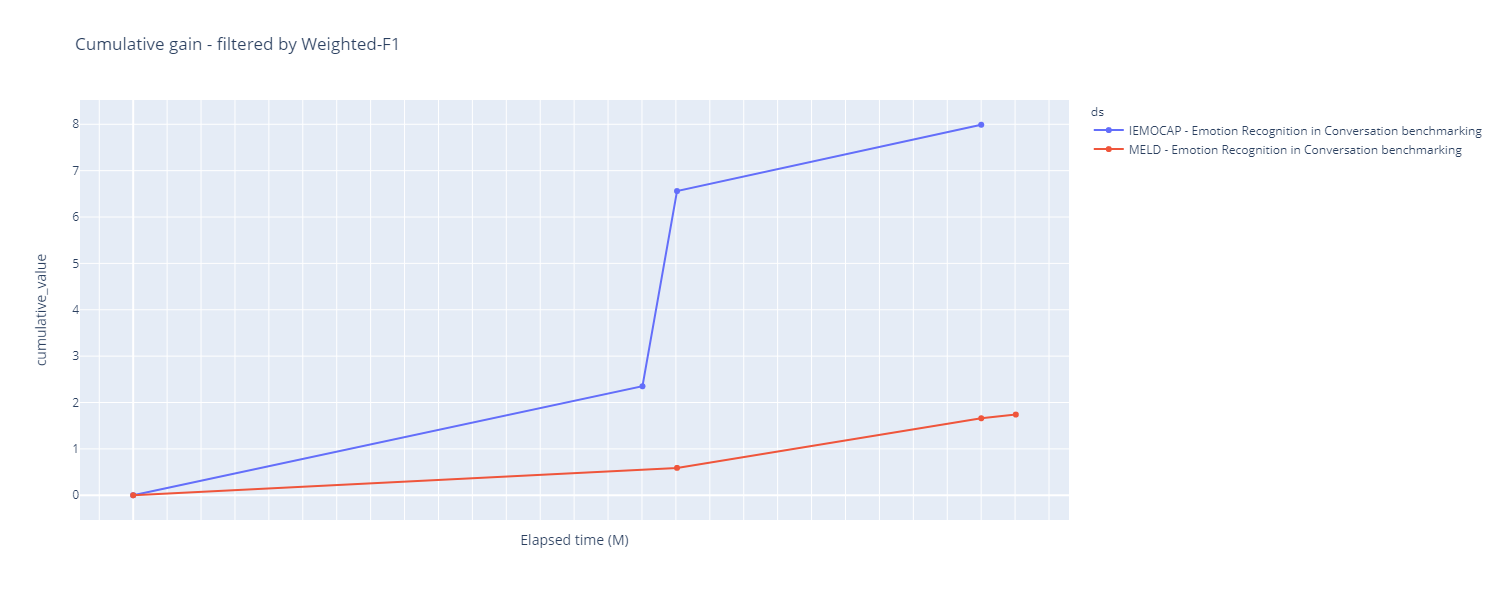 Cumulative gain - filtered by Weighted-F1
ds
IEMOCAP - Emotion Recognition in Conversation benchmarking
MELD - Emotion Recognition in Conversation benchmarking
8
7
6
5
4
3
2
1
0
cumulative_value
Elapsed time (M)